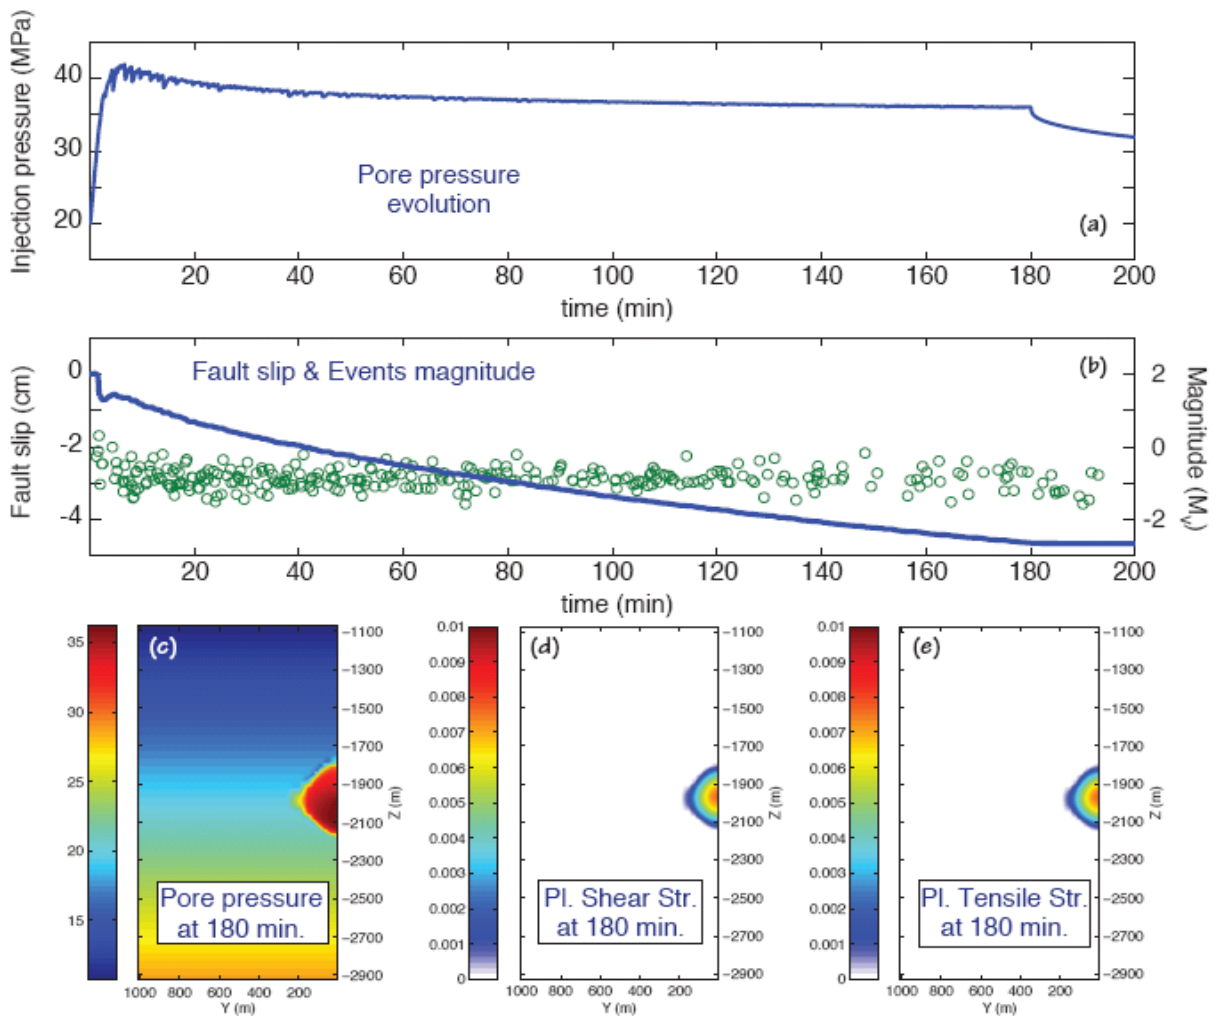 Injection pressure (MPa)
40
30
20
Pore pressure
evolution
(a)
20 40 60 80 100 120 140 160 180 200
time (min)
Fault slip (cm)
0
-2
-4
Fault slip & Events magnitude
(b)
2
0
-2
Magnitude (Mv)
20 40 60 80 100 120 140 160 180 200
time (min)
35
30
25
20
15
(c)
Pore pressure
at 180 min.
-1100
-1300
-1500
-1700
-1900
-2100
-2300
-2500
-2700
-2900
Z (m)
1000 800 600 400 200
Y (m)
0.01
0.009
0.008
0.007
0.006
0.005
0.004
0.003
0.002
0.001
0
(d)
Pl. Shear Str.
at 180 min.
-1100
-1300
-1500
-1700
-1900
-2100
-2300
-2500
-2700
-2900
Z (m)
1000 800 600 400 200
Y (m)
0.01
0.009
0.008
0.007
0.006
0.005
0.004
0.003
0.002
0.001
0
(e)
Pl. Tensile Str.
at 180 min.
-1100
-1300
-1500
-1700
-1900
-2100
-2300
-2500
-2700
-2900
Z (m)
1000 800 600 400 200
Y (m)